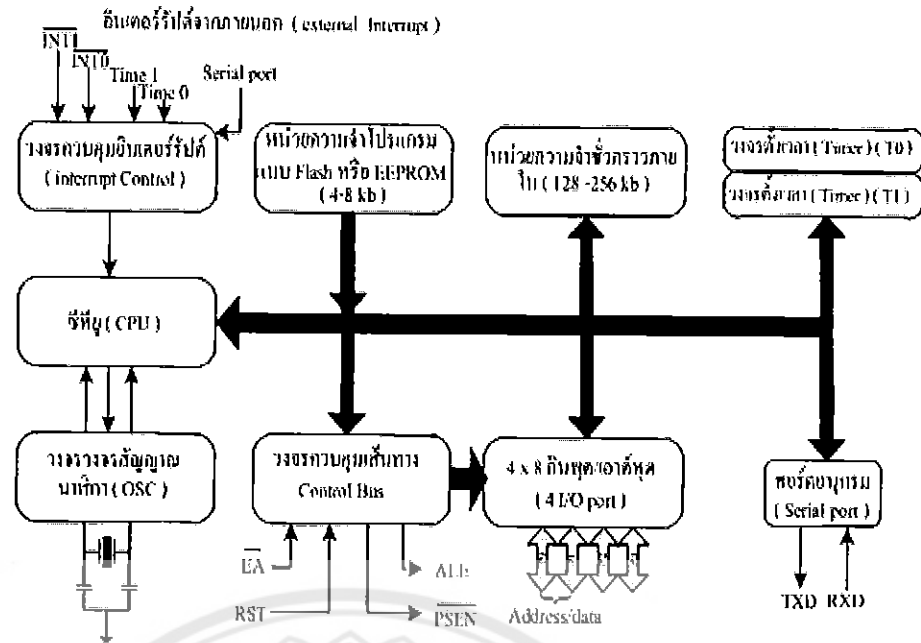 อินเตอร์รัปต์จากภายนอก ( external Interrupt )
INT1
INT0
Time 1
Time 0
Serial port
วงจรควบคุมอินเตอร์รัปต์
( interrupt Control )
หน่วยความจำโปรแกรม
แบบ Flash หรือ EEPROM
( 4-8 kb )
หน่วยความจำชั่วคราวภาย
ใน ( 128 -256 kb )
วงจรตั้งเวลา ( Timer ) ( T0 )
วงจรตั้งเวลา ( Timer ) ( T1 )
ซีพียู ( CPU )
วงจรวงจรสัญญาณ
นาฬิกา ( OSC )
วงจรควบคุมเส้นทาง
Control Bus
4 x 8 อินพุต/เอาต์พุต
( 4 I/O port )
พอร์ตอนุกรม
( Serial port )
EA
ALE
RST
PSEN
Address/data
TXD
RXD